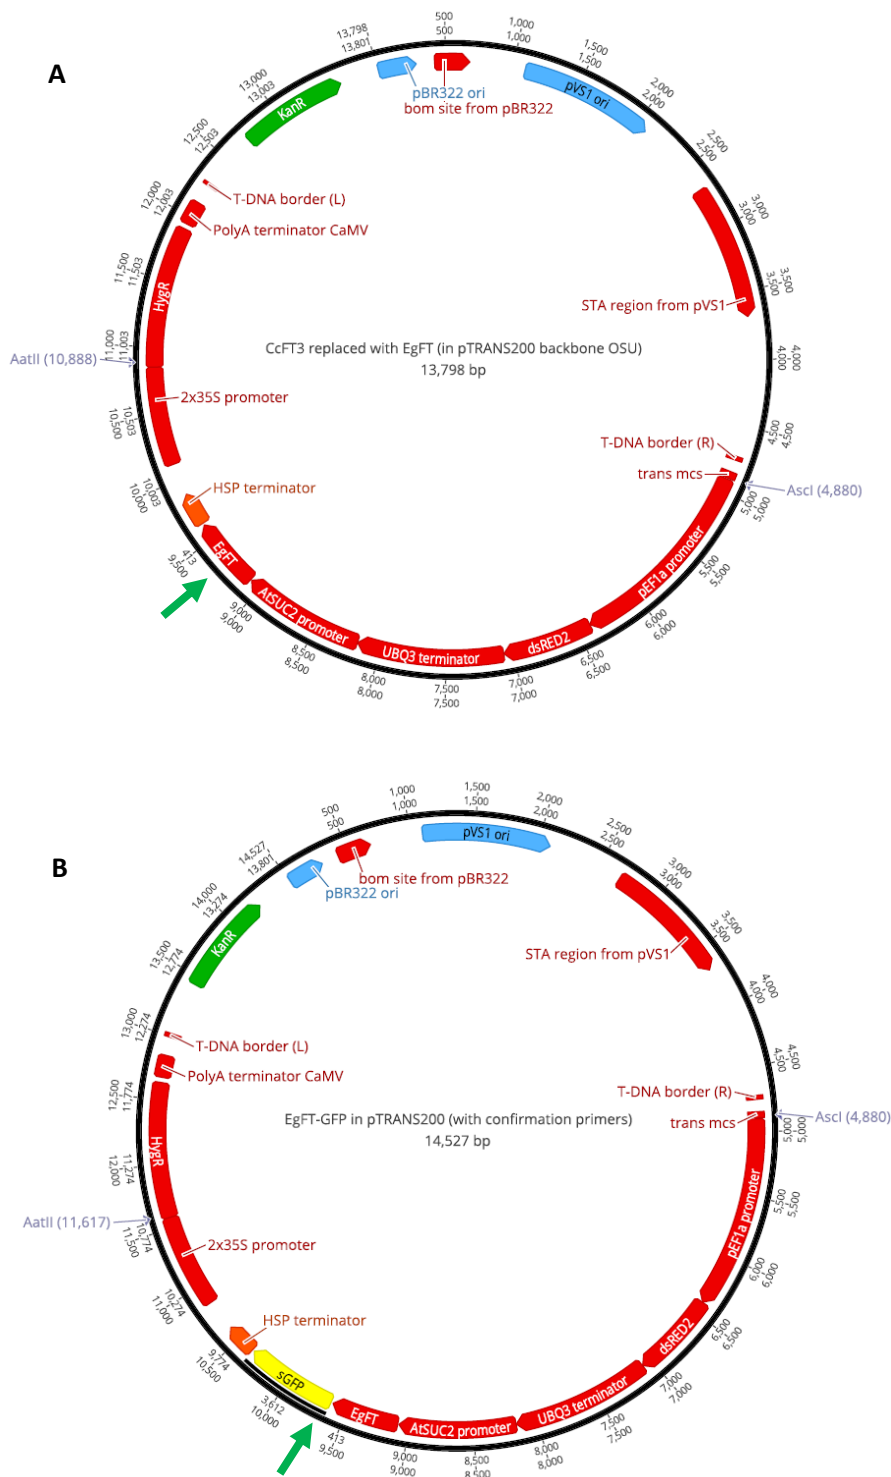 A
13,798
13,801
500
500
1,000
1,000
1,500
1,500
2,000
2,000
2,500
2,500
3,000
3,000
3,500
3,500
4,000
4,000
4,500
4,500
5,000
5,000
5,500
5,500
6,000
6,000
6,500
6,500
7,000
7,000
7,500
7,500
8,000
8,000
8,500
8,500
9,000
9,000
413
9,500
10,003
10,000
10,503
10,500
11,000
11,003
11,500
11,503
12,000
12,003
12,500
12,503
13,000
13,003
KanR
pBR322 ori
bom site from pBR322
pVS1 ori
T-DNA border (L)
PolyA terminator CaMV
HygR
STA region from pVS1
AatII (10,888)
CcFT3 replaced with EgFT (in pTRANS200 backbone OSU)
13,798 bp
2x35S promoter
T-DNA border (R)
trans mcs
AscI (4,880)
HSP terminator
EgFT
AtSUC2 promoter
UBQ3 terminator
dsRED2
pEF1a promoter
B
14,527
13,801
500
500
1,000
1,000
1,500
1,500
2,000
2,000
2,500
2,500
3,000
3,000
3,500
3,500
4,000
4,000
4,500
4,500
5,000
5,000
5,500
5,500
6,000
6,000
6,500
6,500
7,000
7,000
7,500
7,500
8,000
8,000
8,500
8,500
9,000
9,000
413
9,500
3,612
10,000
9,774
10,500
10,274
11,000
10,774
11,500
11,274
12,000
12,500
11,774
13,000
12,274
13,500
12,774
14,000
13,274
KanR
pBR322 ori
bom site from pBR322
pVS1 ori
STA region from pVS1
T-DNA border (L)
PolyA terminator CaMV
HygR
T-DNA border (R)
trans mcs
AscI (4,880)
EgFT-GFP in pTRANS200 (with confirmation primers)
14,527 bp
AatII (11,617)
2x35S promoter
HSP terminator
sGFP
EgFT
AtSUC2 promoter
UBQ3 terminator
dsRED2
pEF1a promoter